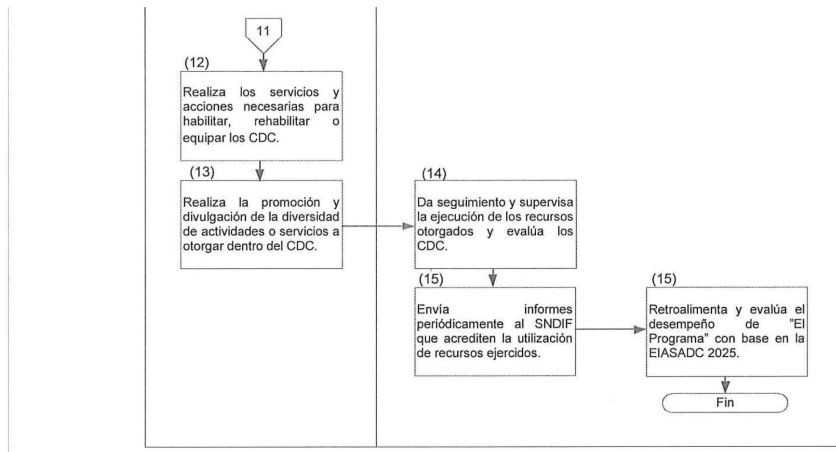 11
(12)
Realiza los servicios y
acciones necesarias para
habilitar, rehabilitar o
equipar los CDC.
(13)
Realiza la promoción y
divulgación de la diversidad
de actividades o servicios a
otorgar dentro del CDC.
(14)
Da seguimiento y supervisa
la ejecución de los recursos
otorgados y evalúa los
CDC.
(15)
Envía informes
periódicamente al SNDIF
que acrediten la utilización
de recursos ejercidos.
(15)
Retroalimenta y evalúa el
desempeño de "El
Programa" con base en la
EIASADC 2025.
Fin